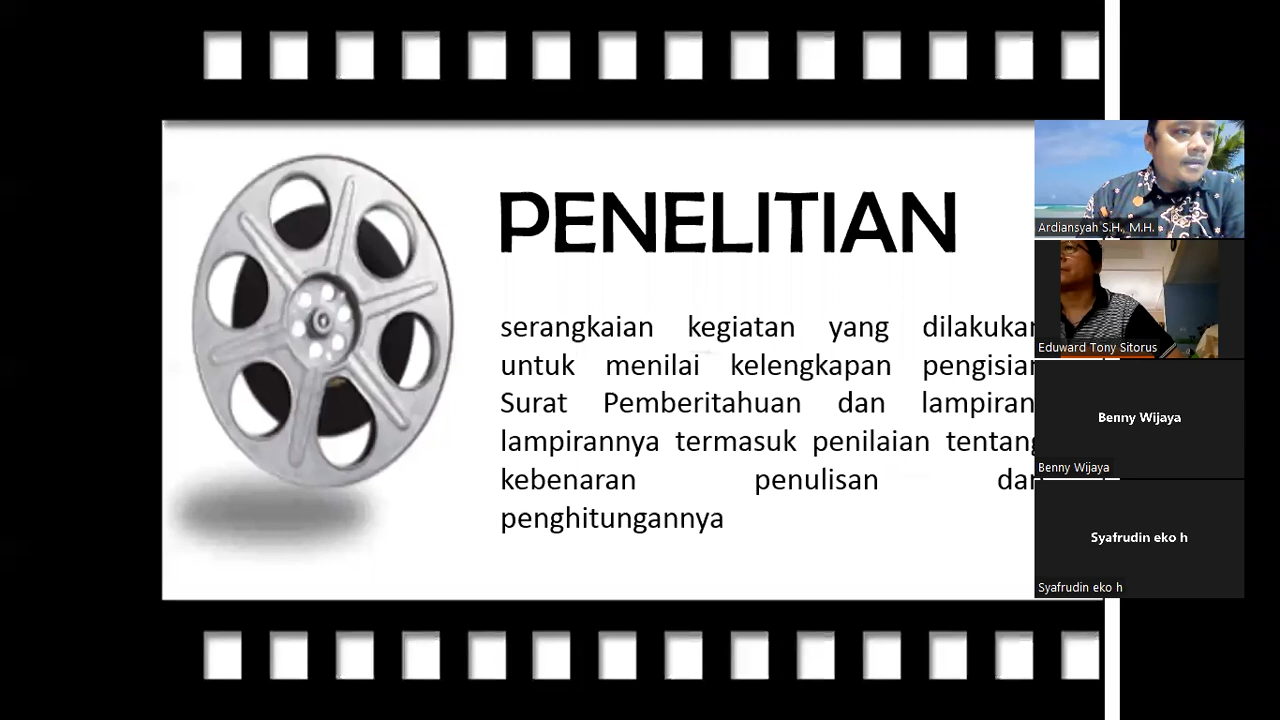 PENELITIAN
serangkaian kegiatan yang dilakukan
untuk menilai kelengkapan pengisian
Surat Pemberitahuan dan lampiran
lampirannya termasuk penilaian tentang
kebenaran penulisan dan
penghitungannya
Ardiansyah S.H., M.H.
Eduward Tony Sitorus
Benny Wijaya
Benny Wijaya
Syafrudin eko h
Syafrudin eko h